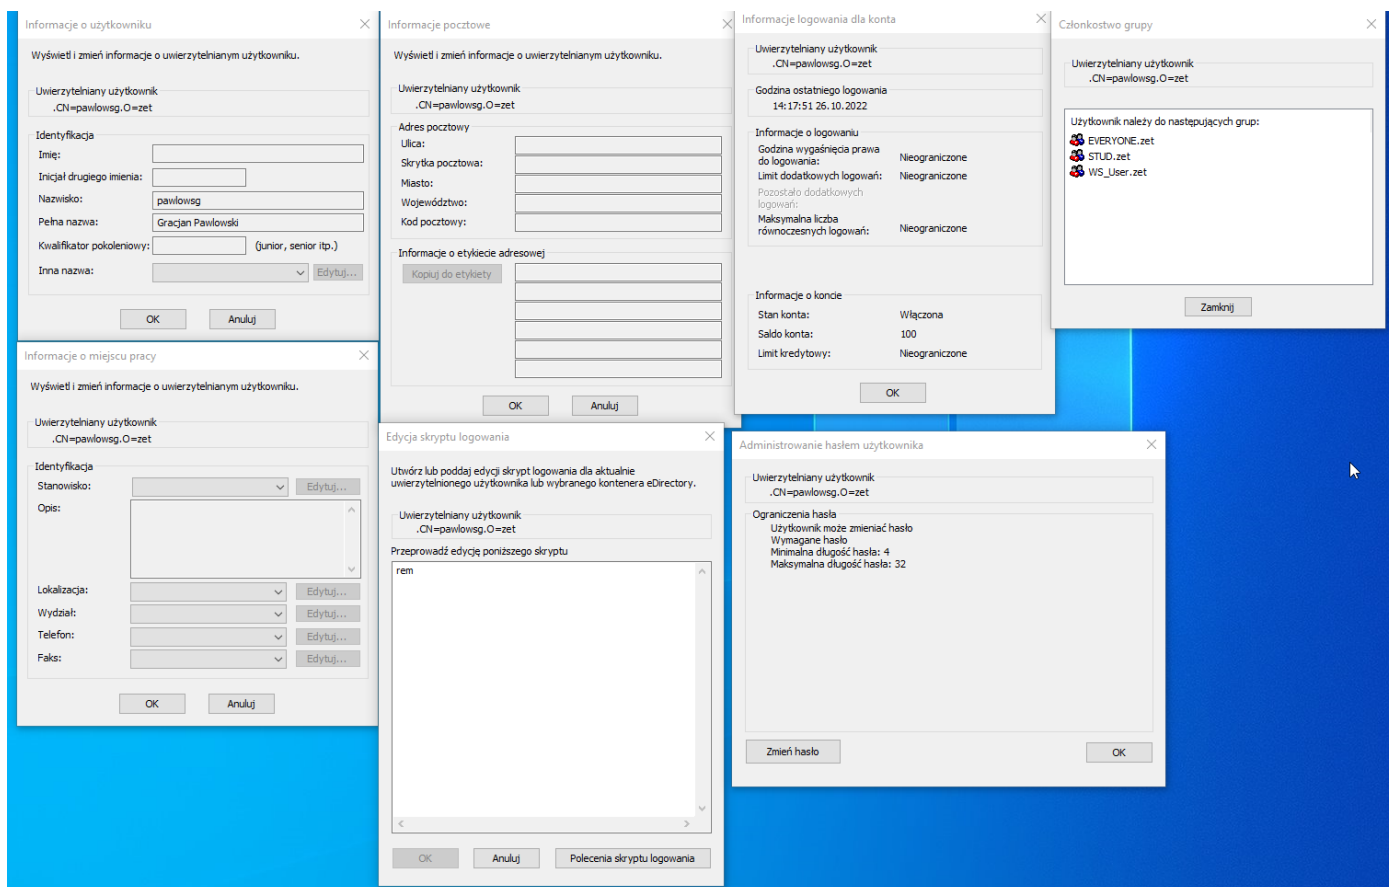 Informacje o użytkowniku
Wyświetl i zmień informacje o uwierzytelnianym użytkowniku.
Uwierzytelniany użytkownik
.CN=pawlowsg.O=zet
Identyfikacja
Imię:
Inicjał drugiego imienia:
Nazwisko: pawlowsg
Pełna nazwa: Gracjan Pawlowski
Kwalifikator pokoleniowy: (junior, senior itp.)
Inna nazwa: Edytuj...
OK Anuluj
Informacje pocztowe
Wyświetl i zmień informacje o uwierzytelnianym użytkowniku.
Uwierzytelniany użytkownik
.CN=pawlowsg.O=zet
Adres pocztowy
Ulica:
Skrytka pocztowa:
Miasto:
Województwo:
Kod pocztowy:
Informacje o etykiecie adresowej
Kopiuj do etykiety
OK Anuluj
Informacje logowania dla konta
Uwierzytelniany użytkownik
.CN=pawlowsg.O=zet
Godzina ostatniego logowania
14:17:51 26.10.2022
Informacje o logowaniu
Godzina wygaśnięcia prawa
do logowania: Nieograniczone
Limit dodatkowych logowań: Nieograniczone
Pozostało dodatkowych
logowań:
Maksymalna liczba
równoczesnych logowań: Nieograniczone
Informacje o koncie
Stan konta: Włączona
Saldo konta: 100
Limit kredytowy: Nieograniczone
OK
Członkostwo grupy
Uwierzytelniany użytkownik
.CN=pawlowsg.O=zet
Użytkownik należy do następujących grup:
EVERYONE.zet
STUD.zet
WS_User.zet
Zamknij
Informacje o miejscu pracy
Wyświetl i zmień informacje o uwierzytelnianym użytkowniku.
Uwierzytelniany użytkownik
.CN=pawlowsg.O=zet
Identyfikacja
Stanowisko: Edytuj...
Opis:
Lokalizacja: Edytuj...
Wydział: Edytuj...
Telefon: Edytuj...
Faks: Edytuj...
OK Anuluj
Edycja skryptu logowania
Utwórz lub poddaj edycji skrypt logowania dla aktualnie
uwierzytelnionego użytkownika lub wybranego kontenera eDirectory.
Uwierzytelniany użytkownik
.CN=pawlowsg.O=zet
Przeprowadź edycję poniższego skryptu
rem
OK Anuluj Polecenia skryptu logowania
Administrowanie hasłem użytkownika
Uwierzytelniany użytkownik
.CN=pawlowsg.O=zet
Ograniczenia hasła
Użytkownik może zmieniać hasło
Wymagane hasło
Minimalna długość hasła: 4
Maksymalna długość hasła: 32
Zmień hasło OK